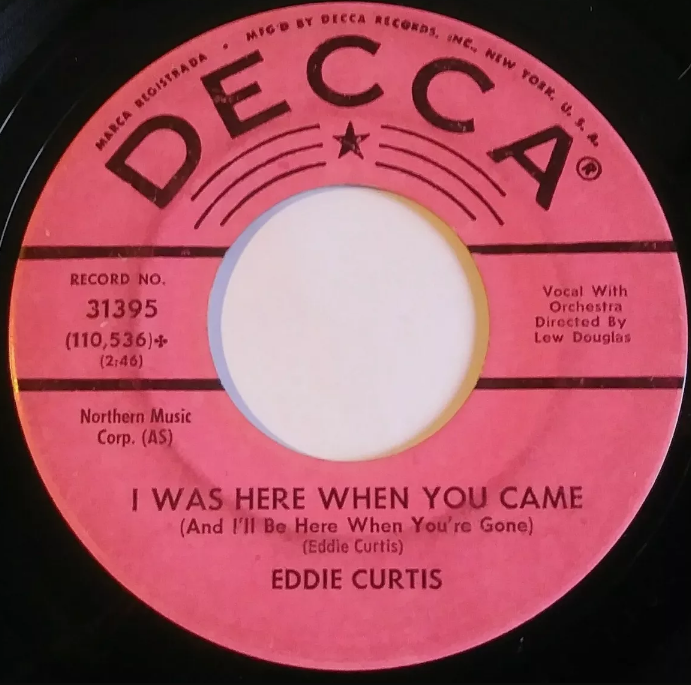 MARCA REGISTRADA • MFG'D BY DECCA RECORDS, INC., NEW YORK, U. S. A.
DECCA®
RECORD NO.
31395
(110,536)✢
(2:46)
Vocal With
Orchestra
Directed By
Lew Douglas
Northern Music
Corp. (AS)
I WAS HERE WHEN YOU CAME
(And I'll Be Here When You're Gone)
(Eddie Curtis)
EDDIE CURTIS